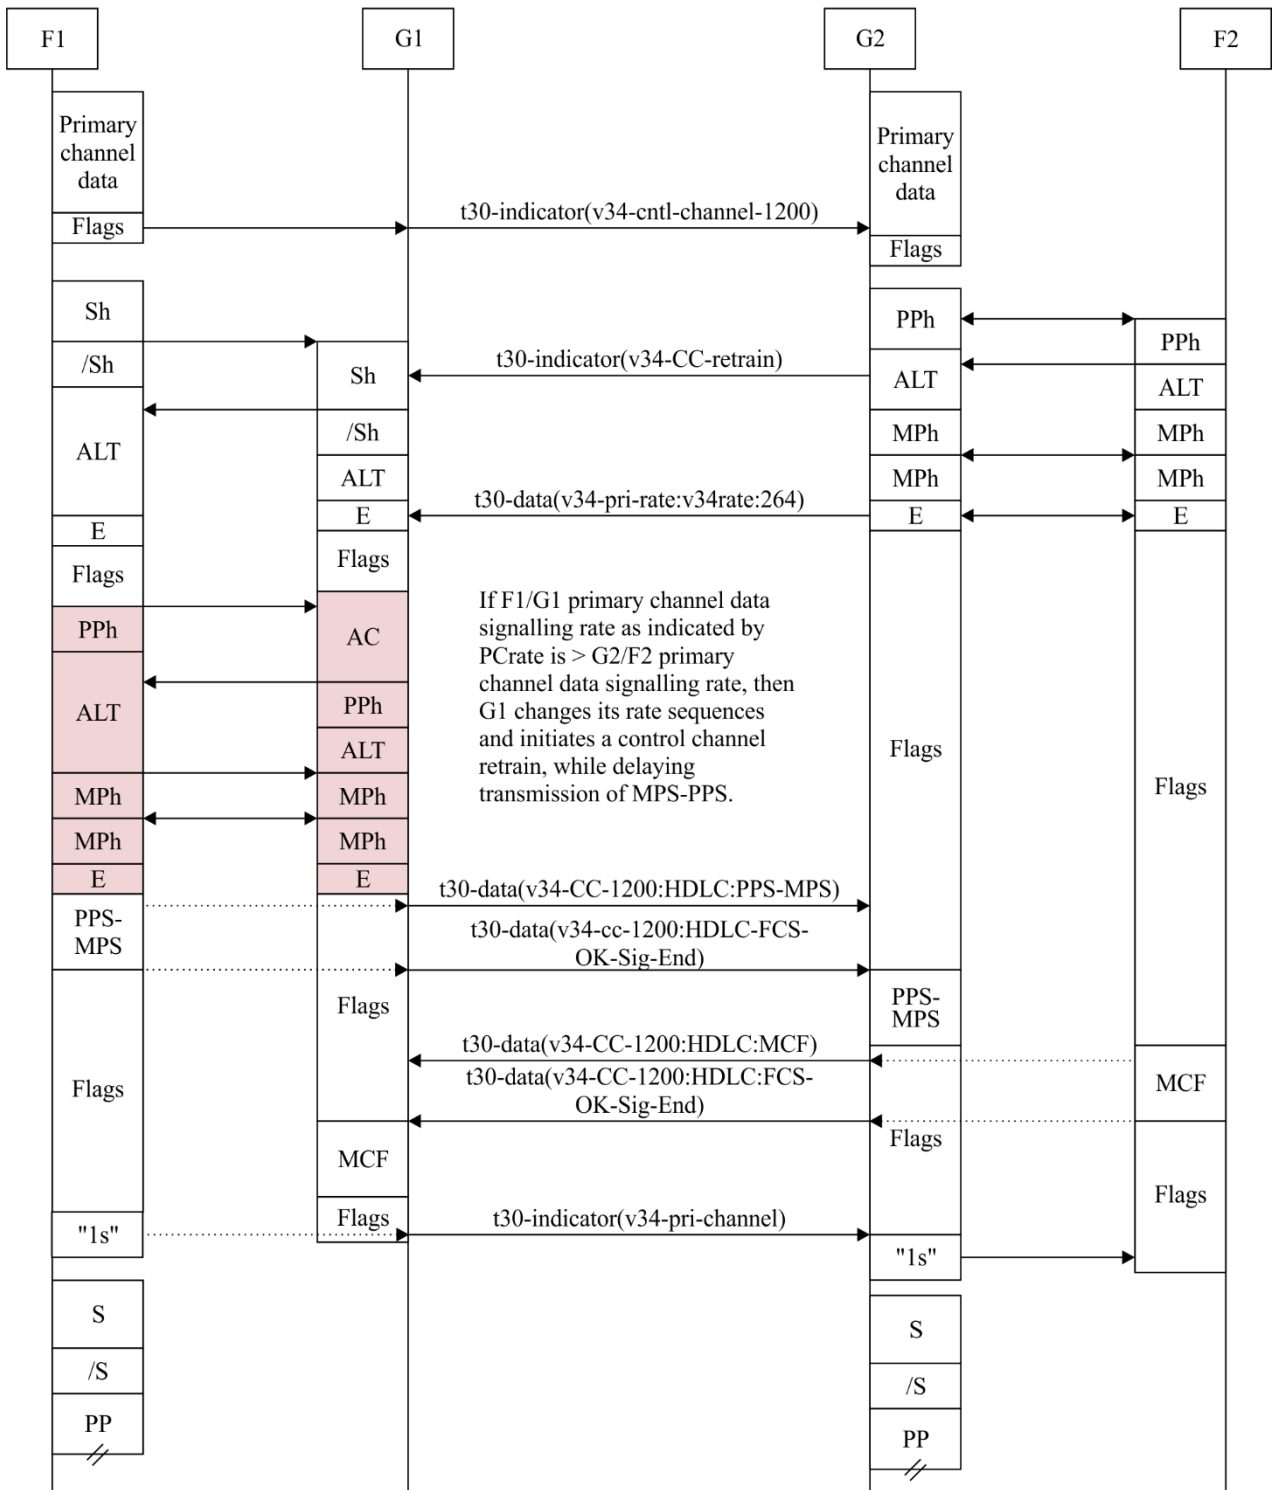 F1
G1
G2
F2
Primary
channel
data
Primary
channel
data
t30-indicator(v34-cntl-channel-1200)
Flags
Flags
Sh
PPh
PPh
/Sh
t30-indicator(v34-CC-retrain)
Sh
ALT
ALT
/Sh
MPh
MPh
ALT
ALT
MPh
MPh
t30-data(v34-pri-rate:v34rate:264)
E
E
E
E
Flags
Flags
If F1/G1 primary channel data
signalling rate as indicated by
PCrate is > G2/F2 primary
channel data signalling rate, then
G1 changes its rate sequences
and initiates a control channel
retrain, while delaying
transmission of MPS-PPS.
PPh
AC
ALT
PPh
ALT
Flags
Flags
MPh
MPh
MPh
MPh
E
E
t30-data(v34-CC-1200:HDLC:PPS-MPS)
PPS-
MPS
t30-data(v34-cc-1200:HDLC-FCS-
OK-Sig-End)
Flags
PPS-
MPS
t30-data(v34-CC-1200:HDLC:MCF)
t30-data(v34-CC-1200:HDLC:FCS-
OK-Sig-End)
Flags
MCF
Flags
MCF
Flags
Flags
t30-indicator(v34-pri-channel)
"1s"
"1s"
S
S
/S
/S
PP
PP